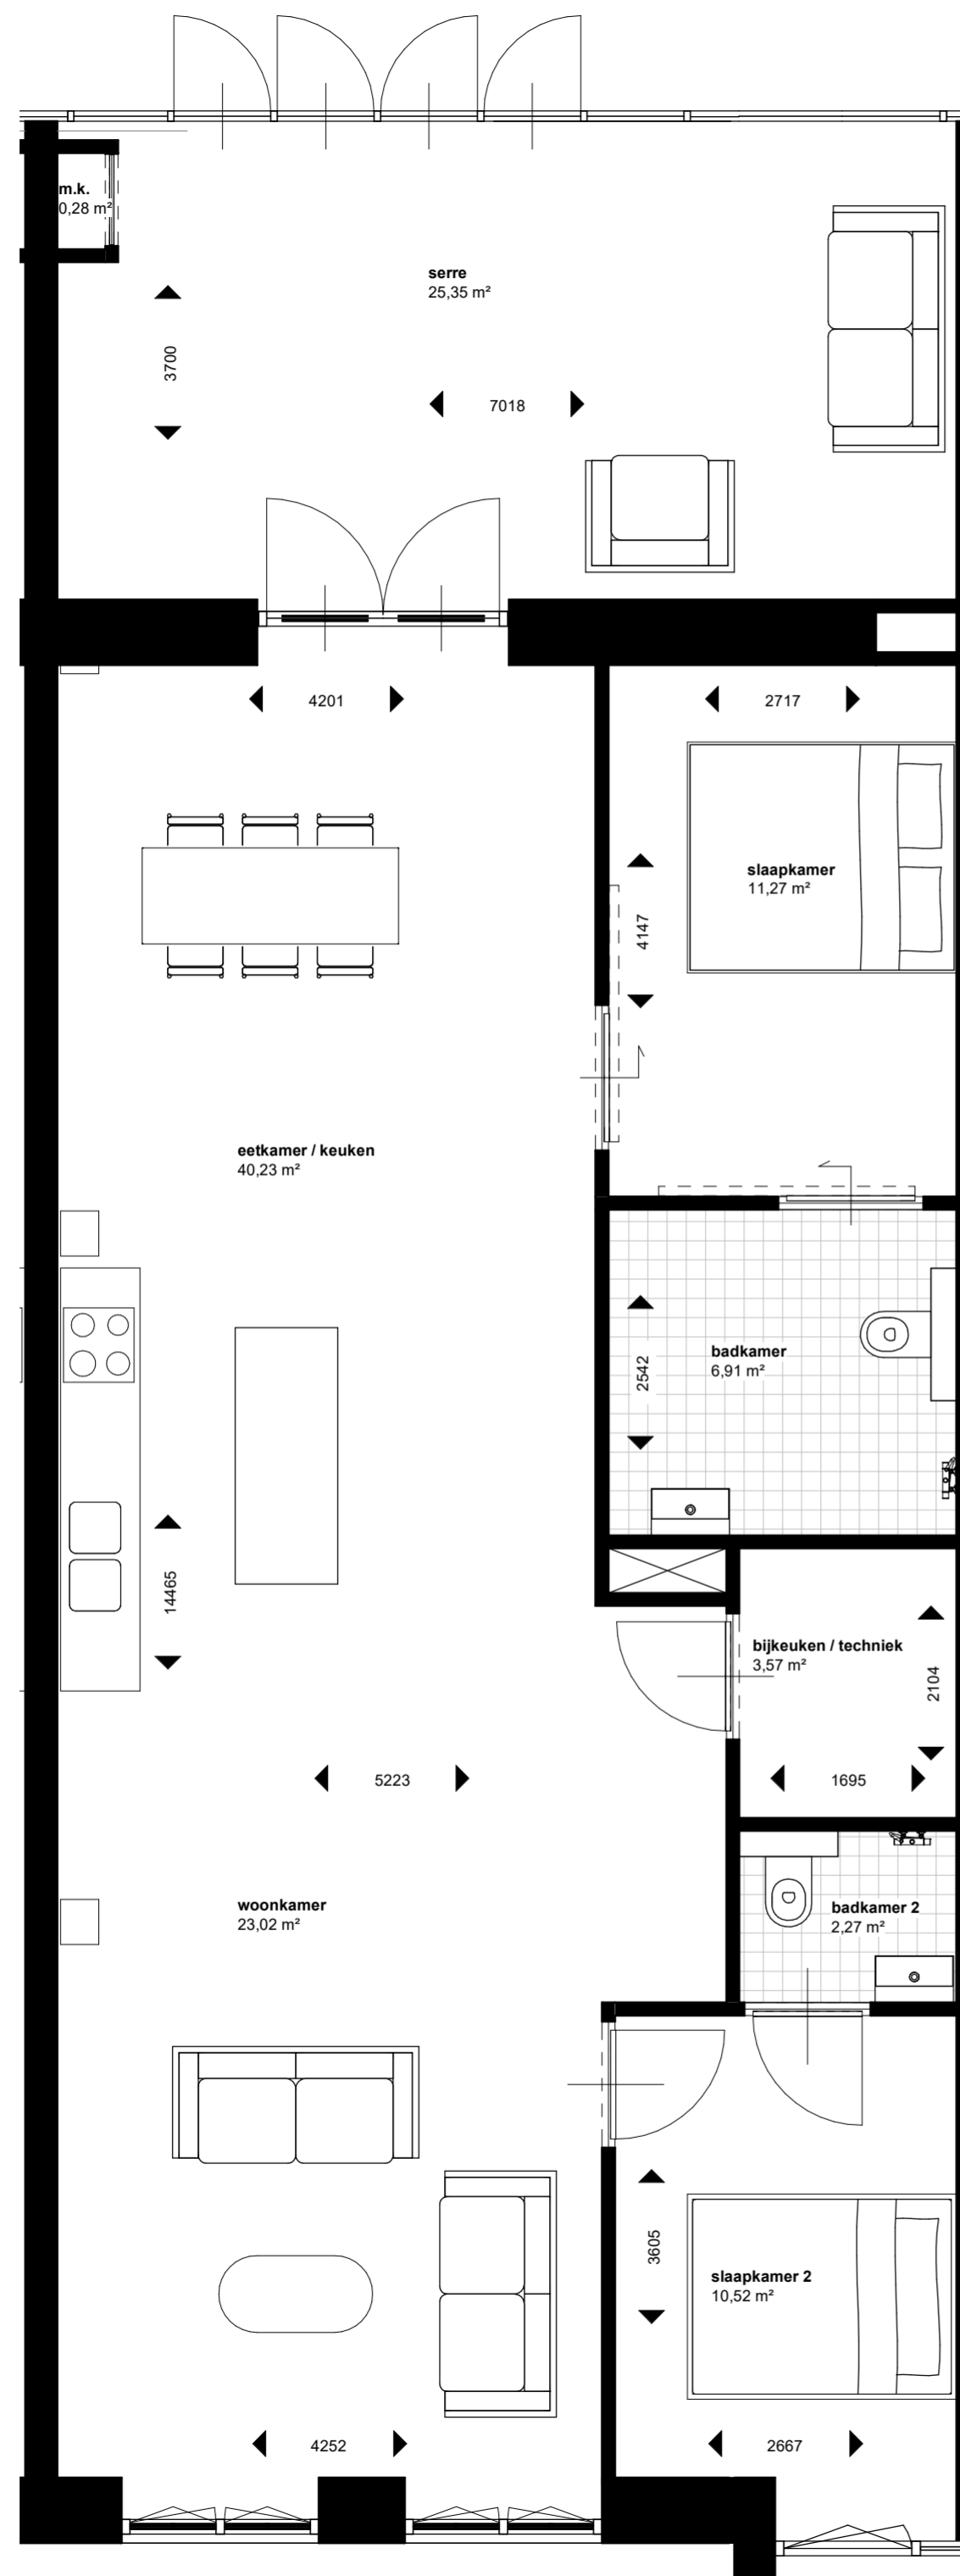 m.k.
0,28 m²
serre
25,35 m²
3700
7018
4201
2717
slaapkamer
11,27 m²
4147
eetkamer / keuken
40,23 m²
badkamer
6,91 m²
2542
14465
bijkeuken / techniek
3,57 m²
2104
5223
1695
woonkamer
23,02 m²
badkamer 2
2,27 m²
3605
slaapkamer 2
10,52 m²
4252
2667